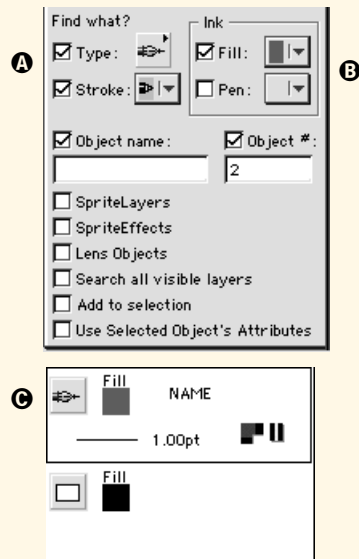 Find what?
Ink
A
Type:
Fill:
B
Stroke:
Pen:
Object name:
Object #:
2
SpriteLayers
SpriteEffects
Lens Objects
Search all visible layers
Add to selection
Use Selected Object's Attributes
C
Fill
NAME
1.00pt
Fill